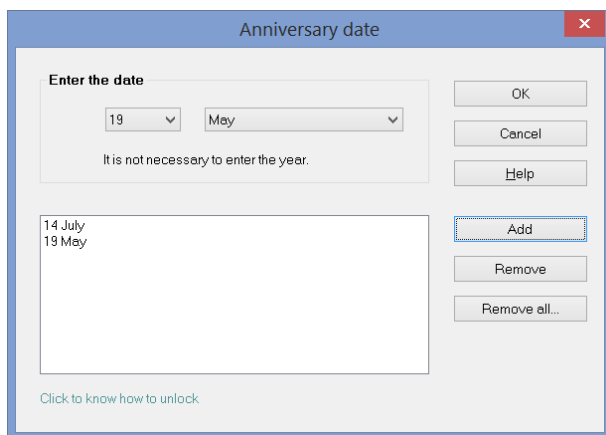 Anniversary date
x
Enter the date
19
May
It is not necessary to enter the year.
OK
Cancel
Help
14 July
19 May
Add
Remove
Remove all...
Click to know how to unlock